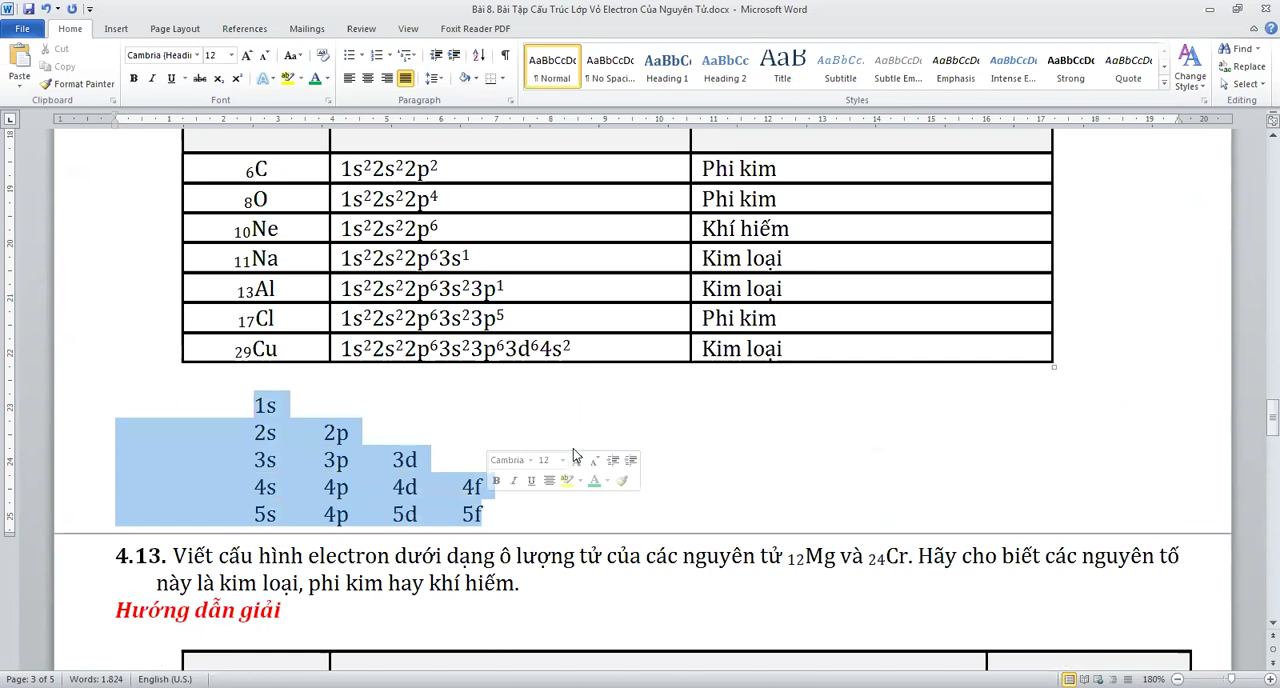 Bài 8. Bài Tập Cấu Trúc Lớp Vỏ Electron Của Nguyên Tử.docx - Microsoft Word
File Home Insert Page Layout References Mailings Review View Foxit Reader PDF
Paste Cut Copy Format Painter Clipboard
Cambria (Headi 12 Font
Paragraph
AaBbCcDc ¶ Normal
AaBbCcDc ¶ No Spaci...
AaBbC Heading 1
AaBbCc Heading 2
AaB Title
AaBbCc. Subtitle
AaBbCcDc Subtle Em...
AaBbCcDc Emphasis
AaBbCcDc Intense E...
AaBbCcDc Strong
AaBbCcDc Quote
Change Styles Styles
Find Replace Select Editing
₆C 1s²2s²2p² Phi kim
₈O 1s²2s²2p⁴ Phi kim
₁₀Ne 1s²2s²2p⁶ Khí hiếm
₁₁Na 1s²2s²2p⁶3s¹ Kim loại
₁₃Al 1s²2s²2p⁶3s²3p¹ Kim loại
₁₇Cl 1s²2s²2p⁶3s²3p⁵ Phi kim
₂₉Cu 1s²2s²2p⁶3s²3p⁶3d⁶4s² Kim loại
1s
2s 2p
3s 3p 3d
4s 4p 4d 4f
5s 4p 5d 5f
Cambria 12
4.13. Viết cấu hình electron dưới dạng ô lượng tử của các nguyên tử ₁₂Mg và ₂₄Cr. Hãy cho biết các nguyên tố
này là kim loại, phi kim hay khí hiếm.
Hướng dẫn giải
Page: 3 of 5 Words: 1.824 English (U.S.) 180%